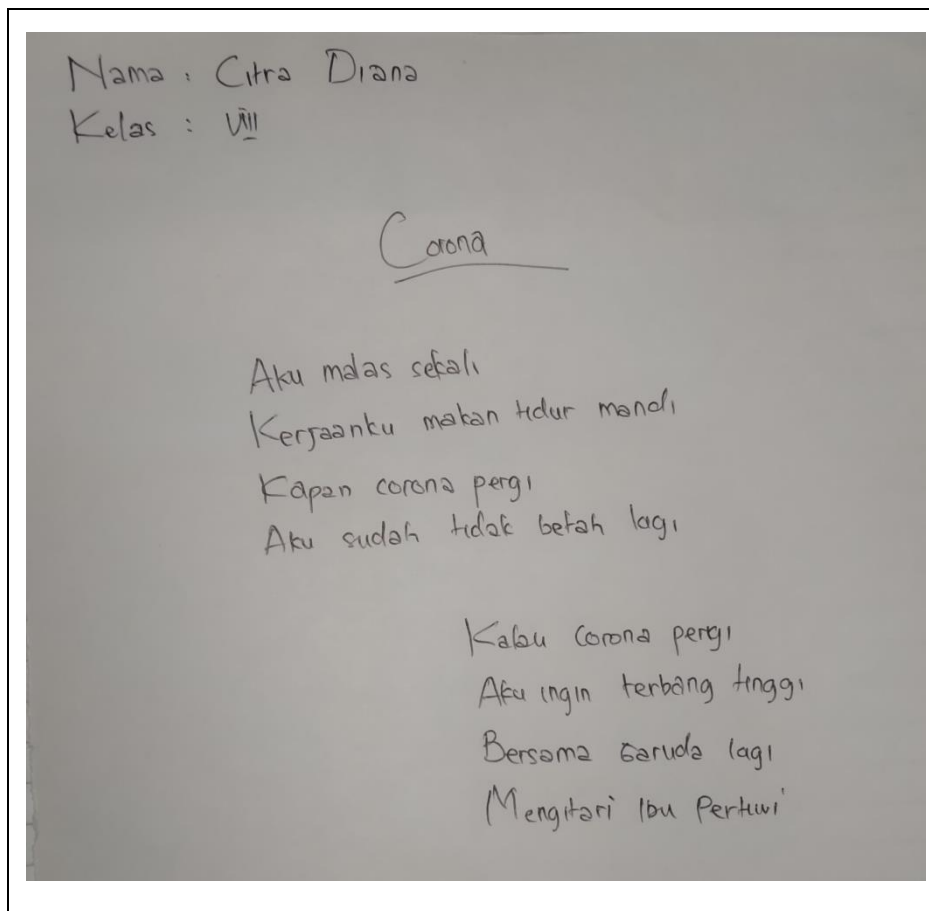 Nama : Citra Diana
Kelas : VIII
Corona
Aku malas sekali
Kerjaanku makan tidur mandi
Kapan corona pergi
Aku sudah tidak betah lagi
Kalau Corona pergi
Aku ingin terbang tinggi
Bersama Garuda lagi
Mengitari Ibu Pertiwi